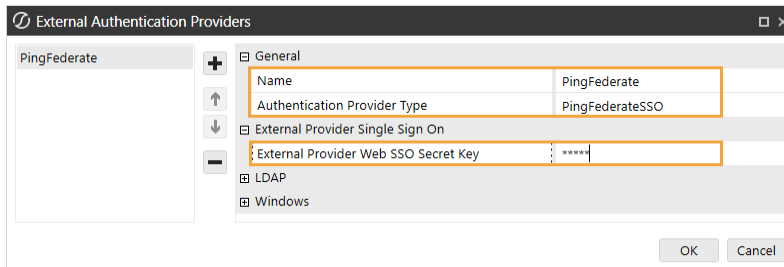 External Authentication Providers
PingFederate
General
Name PingFederate
Authentication Provider Type PingFederateSSO
External Provider Single Sign On
External Provider Web SSO Secret Key *****
LDAP
Windows
OK Cancel